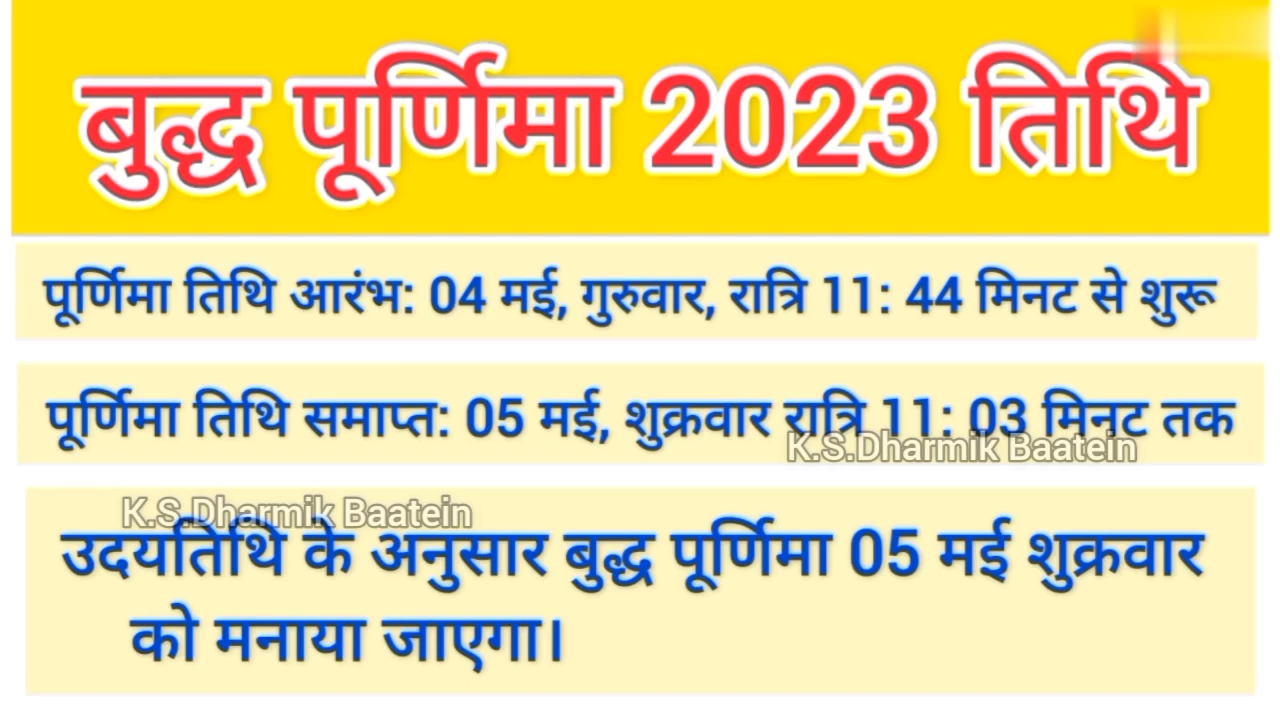 बुद्ध पूर्णिमा 2023 तिथि
पूर्णिमा तिथि आरंभ: 04 मई, गुरुवार, रात्रि 11: 44 मिनट से शुरू
पूर्णिमा तिथि समाप्त: 05 मई, शुक्रवार रात्रि 11: 03 मिनट तक
K.S.Dharmik Baatein
K.S.Dharmik Baatein
उदयतिथि के अनुसार बुद्ध पूर्णिमा 05 मई शुक्रवार
को मनाया जाएगा।